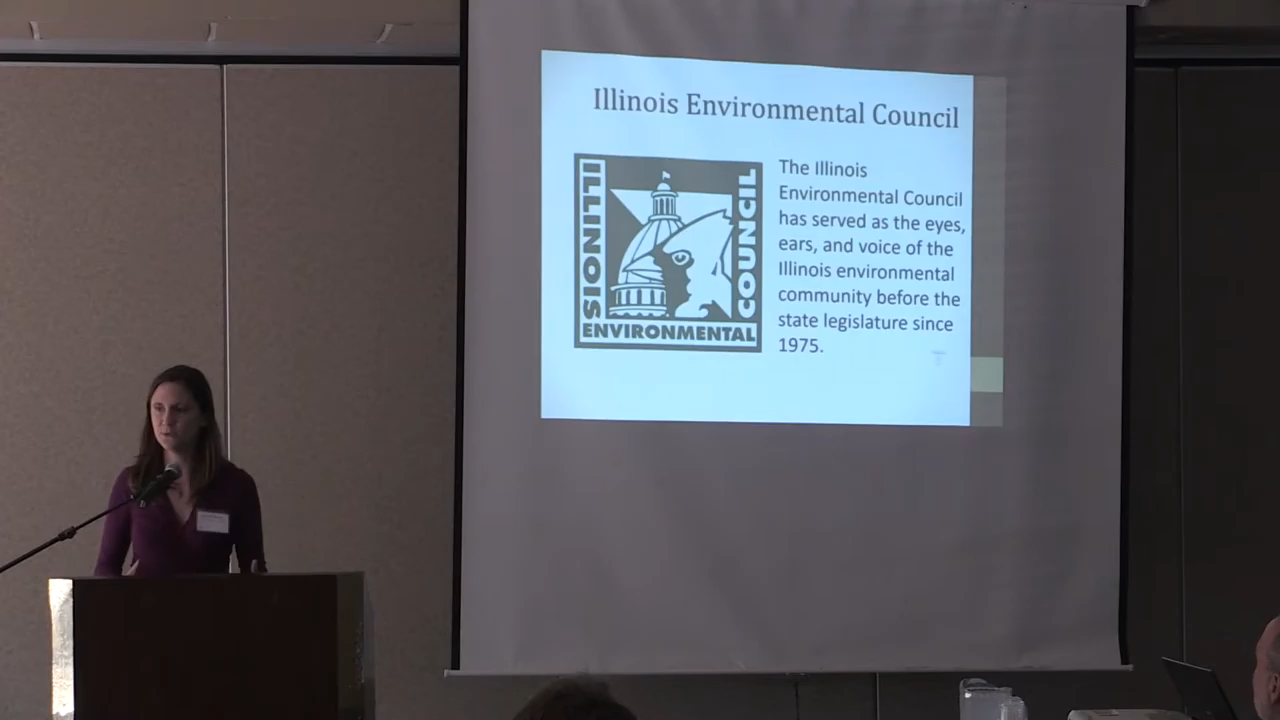 Illinois Environmental Council
ILLINOIS
COUNCIL
ENVIRONMENTAL
The Illinois
Environmental Council
has served as the eyes,
ears, and voice of the
Illinois environmental
community before the
state legislature since
1975.